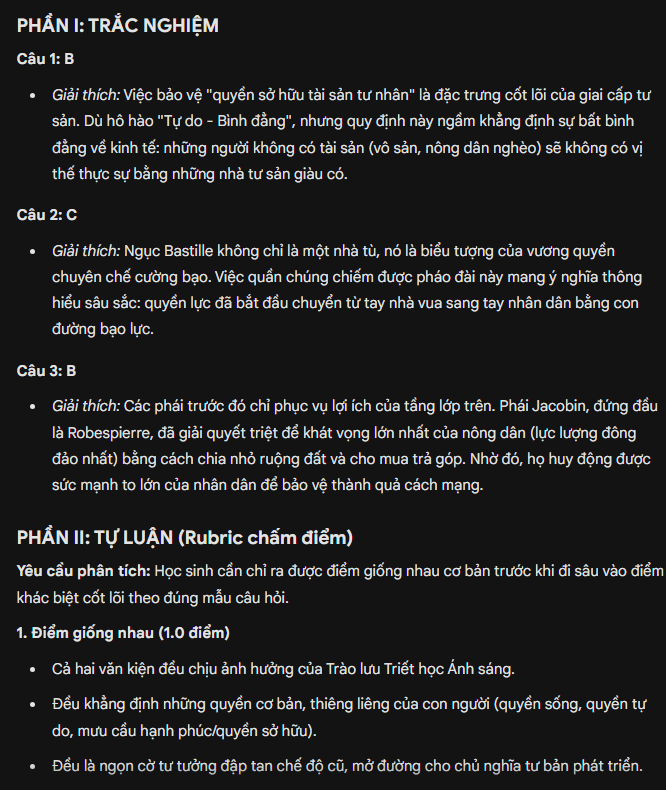 PHẦN I: TRẮC NGHIỆM
Câu 1: B
• Giải thích: Việc bảo vệ "quyền sở hữu tài sản tư nhân" là đặc trưng cốt lõi của giai cấp tư
sản. Dù hô hào "Tự do - Bình đẳng", nhưng quy định này ngầm khẳng định sự bất bình
đẳng về kinh tế: những người không có tài sản (vô sản, nông dân nghèo) sẽ không có vị
thế thực sự bằng những nhà tư sản giàu có.
Câu 2: C
• Giải thích: Ngục Bastille không chỉ là một nhà tù, nó là biểu tượng của vương quyền
chuyên chế cường bạo. Việc quần chúng chiếm được pháo đài này mang ý nghĩa thông
hiểu sâu sắc: quyền lực đã bắt đầu chuyển từ tay nhà vua sang tay nhân dân bằng con
đường bạo lực.
Câu 3: B
• Giải thích: Các phái trước đó chỉ phục vụ lợi ích của tầng lớp trên. Phái Jacobin, đứng đầu
là Robespierre, đã giải quyết triệt để khát vọng lớn nhất của nông dân (lực lượng đông
đảo nhất) bằng cách chia nhỏ ruộng đất và cho mua trả góp. Nhờ đó, họ huy động được
sức mạnh to lớn của nhân dân để bảo vệ thành quả cách mạng.
PHẦN II: TỰ LUẬN (Rubric chấm điểm)
Yêu cầu phân tích: Học sinh cần chỉ ra được điểm giống nhau cơ bản trước khi đi sâu vào điểm
khác biệt cốt lõi theo đúng mẫu câu hỏi.
1. Điểm giống nhau (1.0 điểm)
• Cả hai văn kiện đều chịu ảnh hưởng của Trào lưu Triết học Ánh sáng.
• Đều khẳng định những quyền cơ bản, thiêng liêng của con người (quyền sống, quyền tự
do, mưu cầu hạnh phúc/quyền sở hữu).
• Đều là ngọn cờ tư tưởng đập tan chế độ cũ, mở đường cho chủ nghĩa tư bản phát triển.